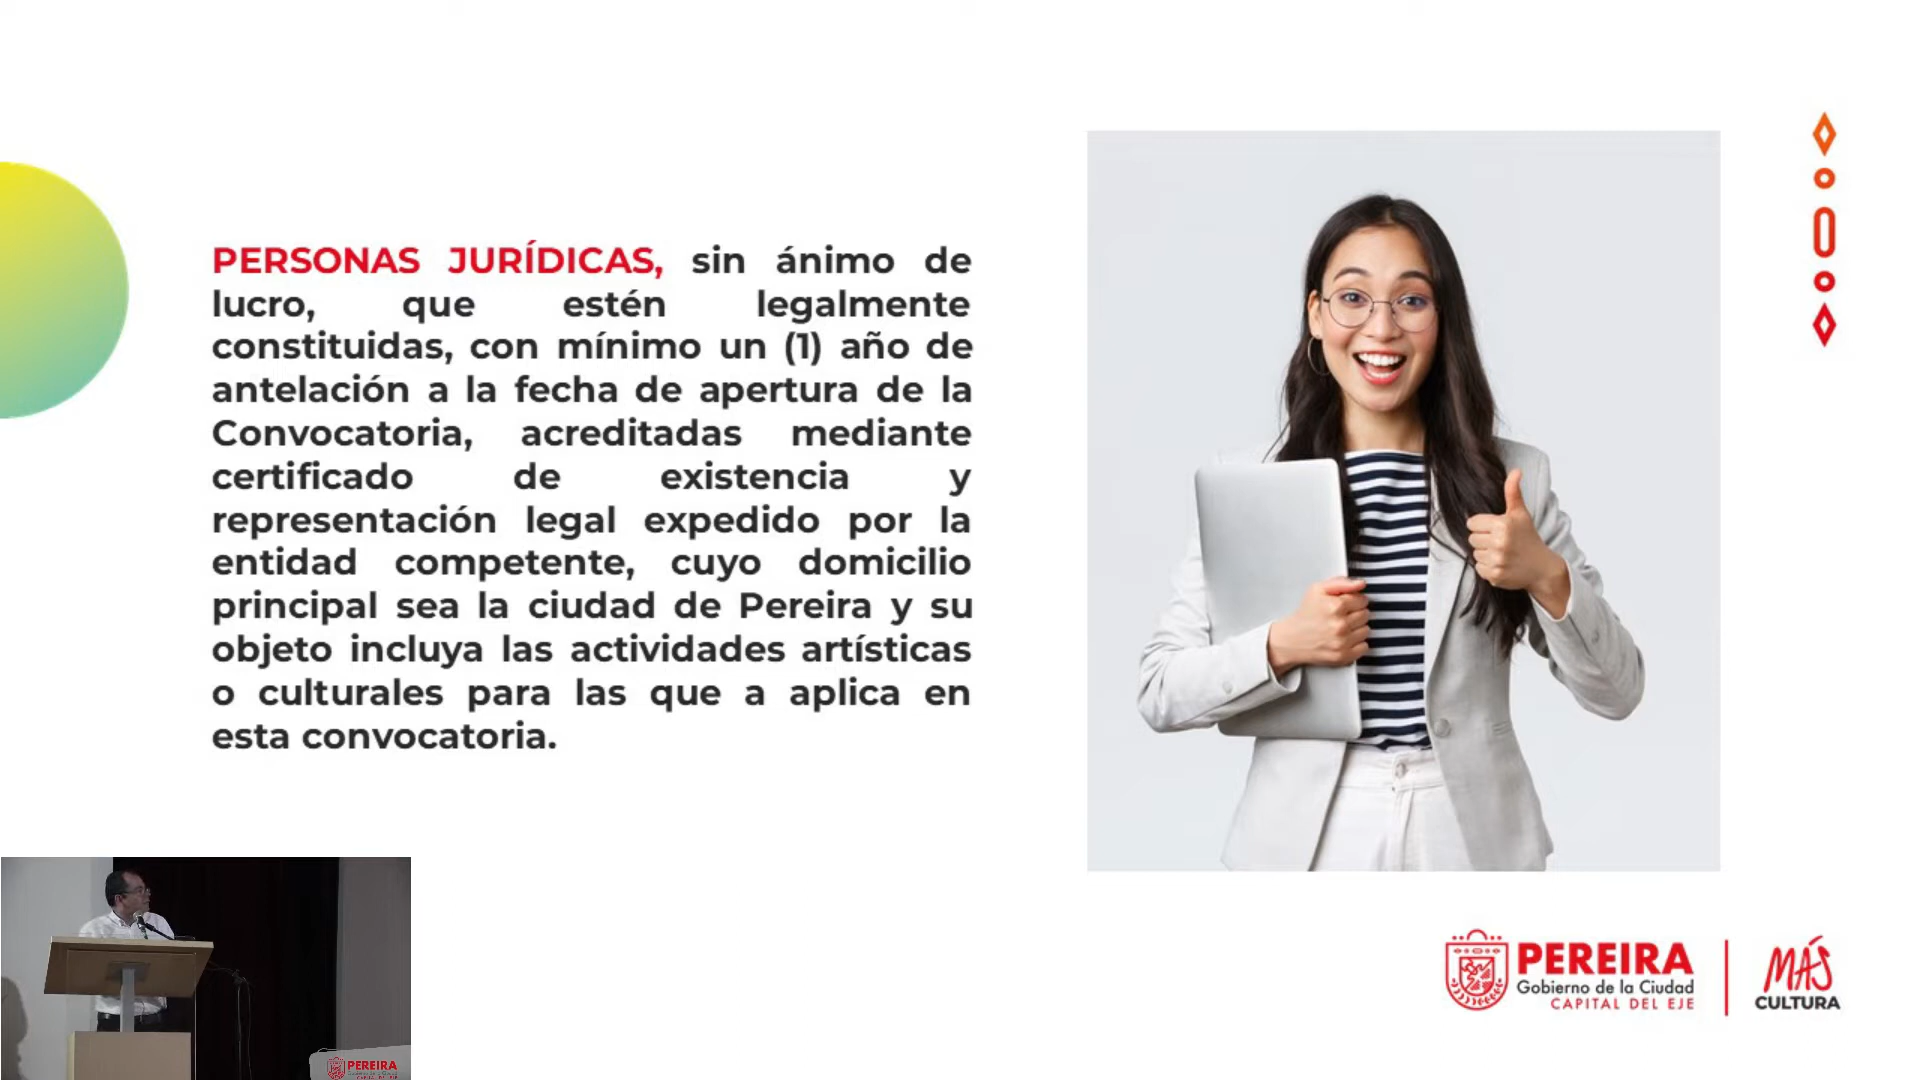 PERSONAS JURÍDICAS, sin ánimo de
lucro, que estén legalmente
constituidas, con mínimo un (1) año de
antelación a la fecha de apertura de la
Convocatoria, acreditadas mediante
certificado de existencia y
representación legal expedido por la
entidad competente, cuyo domicilio
principal sea la ciudad de Pereira y su
objeto incluya las actividades artísticas
o culturales para las que a aplica en
esta convocatoria.
PEREIRA
Gobierno de la Ciudad
CAPITAL DEL EJE
MÁS
CULTURA
PEREIRA